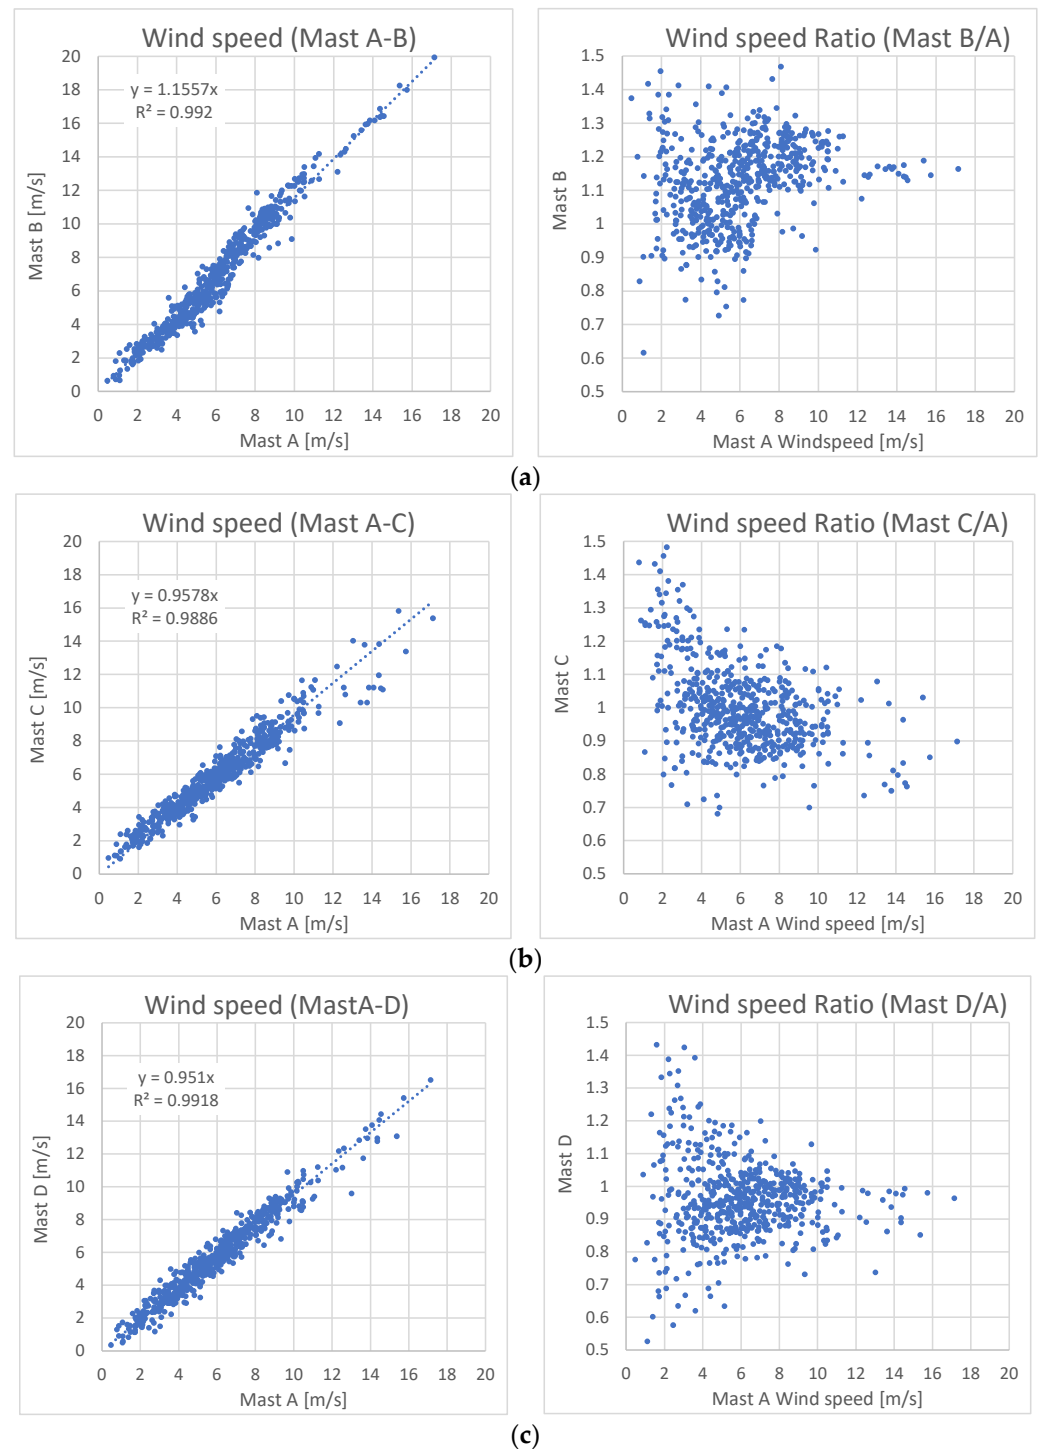 Wind speed (Mast A-B)
y = 1.1557x
R² = 0.992
Mast B [m/s]
20
18
16
14
12
10
8
6
4
2
0
0 2 4 6 8 10 12 14 16 18 20
Mast A [m/s]
Wind speed Ratio (Mast B/A)
Mast B
1.5
1.4
1.3
1.2
1.1
1
0.9
0.8
0.7
0.6
0.5
0 2 4 6 8 10 12 14 16 18 20
Mast A Windspeed [m/s]
(a)
Wind speed (Mast A-C)
y = 0.9578x
R² = 0.9886
Mast C [m/s]
20
18
16
14
12
10
8
6
4
2
0
0 2 4 6 8 10 12 14 16 18 20
Mast A [m/s]
Wind speed Ratio (Mast C/A)
Mast C
1.5
1.4
1.3
1.2
1.1
1
0.9
0.8
0.7
0.6
0.5
0 2 4 6 8 10 12 14 16 18 20
Mast A Wind speed [m/s]
(b)
Wind speed (MastA-D)
y = 0.951x
R² = 0.9918
Mast D [m/s]
20
18
16
14
12
10
8
6
4
2
0
0 2 4 6 8 10 12 14 16 18 20
Mast A [m/s]
Wind speed Ratio (Mast D/A)
Mast D
1.5
1.4
1.3
1.2
1.1
1
0.9
0.8
0.7
0.6
0.5
0 2 4 6 8 10 12 14 16 18 20
Mast A Wind speed [m/s]
(c)